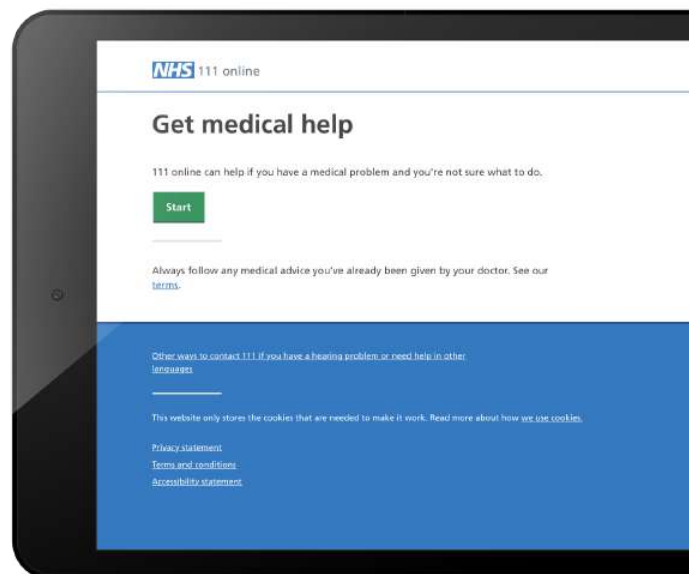 NHS 111 online
Get medical help
111 online can help if you have a medical problem and you're not sure what to do.
Start
Always follow any medical advice you've already been given by your doctor. See our
terms.
Other ways to contact 111 if you have a hearing problem or need help in other
languages
This website only stores the cookies that are needed to make it work. Read more about how we use cookies.
Privacy statement
Terms and conditions
Accessibility statement